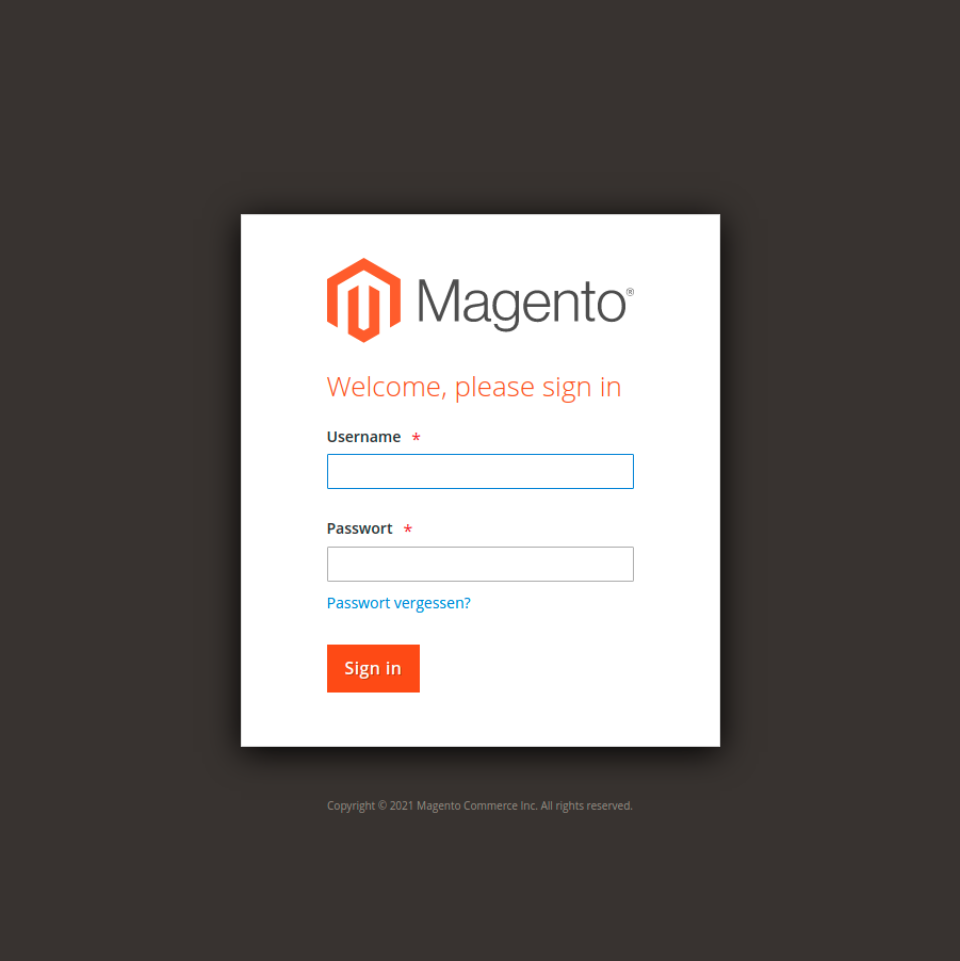 Magento®
Welcome, please sign in
Username *
Passwort *
Passwort vergessen?
Sign in
Copyright © 2021 Magento Commerce Inc. All rights reserved.